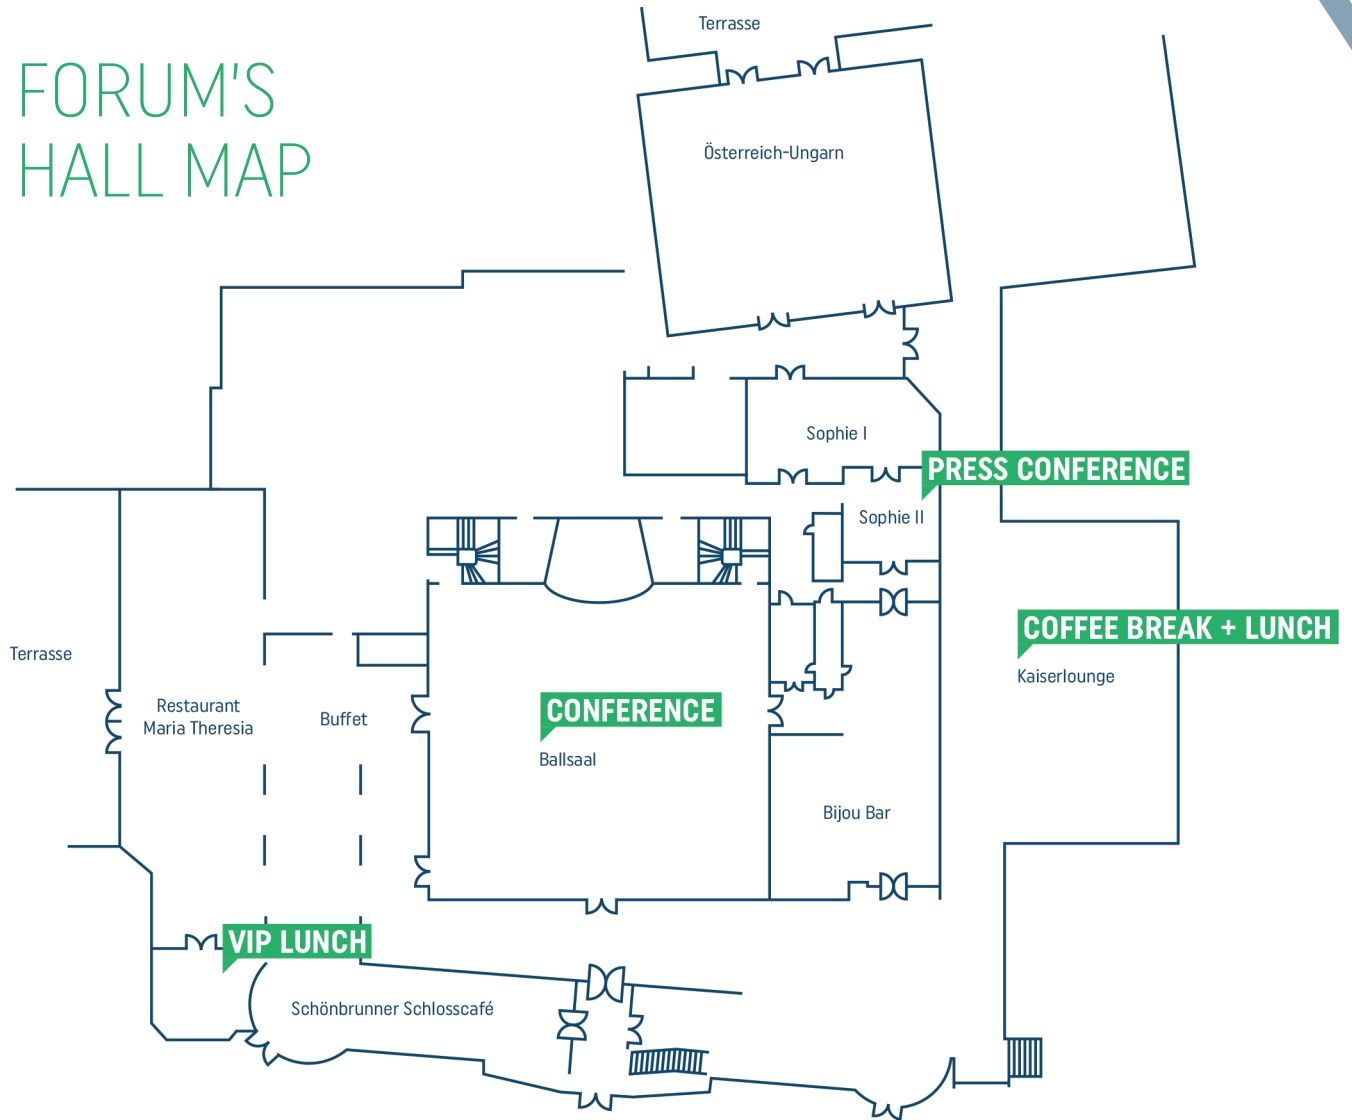 FORUM'S
HALL MAP
Terrasse
Österreich-Ungarn
Sophie I
PRESS CONFERENCE
Sophie II
COFFEE BREAK + LUNCH
Kaiserlounge
Terrasse
Restaurant
Maria Theresia
Buffet
CONFERENCE
Ballsaal
Bijou Bar
VIP LUNCH
Schönbrunner Schlosscafé